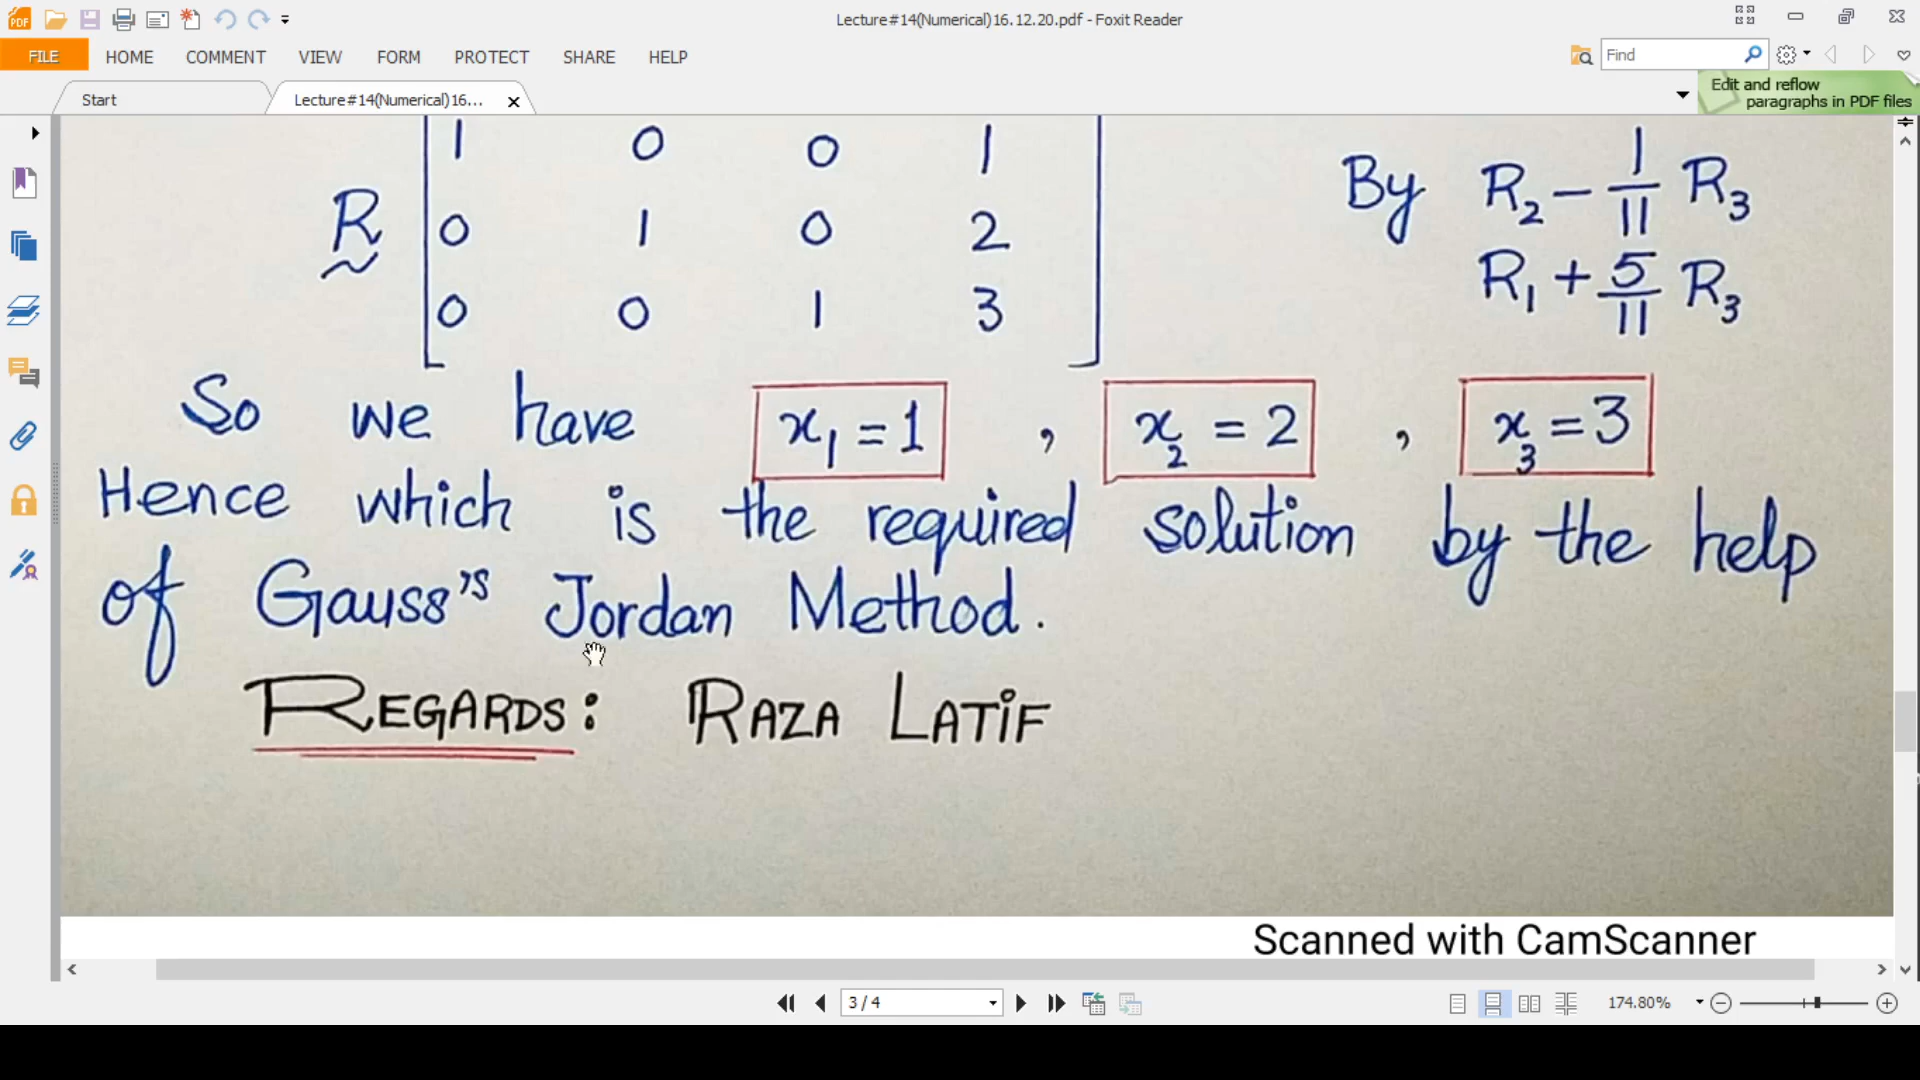 Lecture#14(Numerical)16.12.20.pdf - Foxit Reader
FILE HOME COMMENT VIEW FORM PROTECT SHARE HELP Find
Start Lecture#14(Numerical)16... Edit and reflow
paragraphs in PDF files
1 0 0 1 By R₂ - 1/11 R₃
R ~ 0 1 0 2
R₁ + 5/11 R₃
0 0 1 3
So we have x₁ = 1 , x₂ = 2 , x₃ = 3
Hence which is the required solution by the help
of Gauss's Jordan Method.
REGARDS: RAZA LATIF
Scanned with CamScanner
3 / 4 174.80%